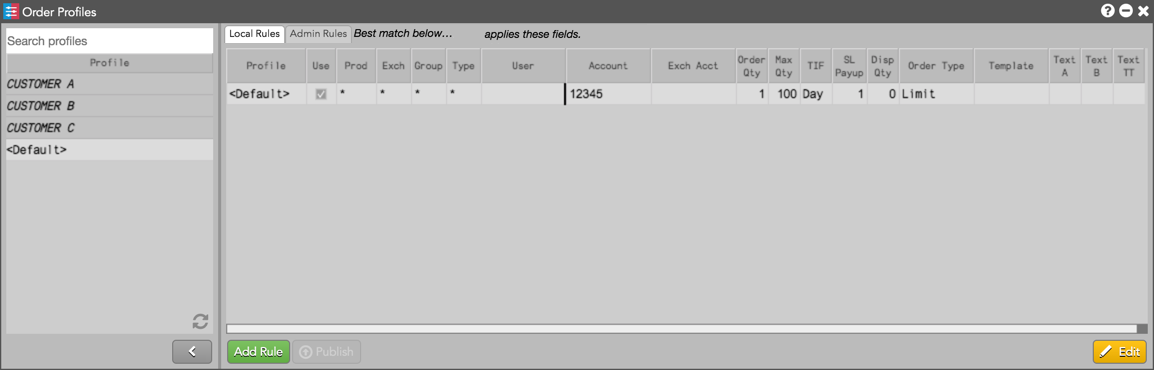 Order Profiles
Search profiles
Profile
CUSTOMER A
CUSTOMER B
CUSTOMER C
<Default>
Local Rules Admin Rules Best match below... applies these fields.
Profile Use Prod Exch Group Type User Account Exch Acct Order Qty Max Qty TIF SL Payup Disp Qty Order Type Template Text A Text B Text TT
<Default> * * * * 12345 1 100 Day 1 0 Limit
Add Rule Publish Edit